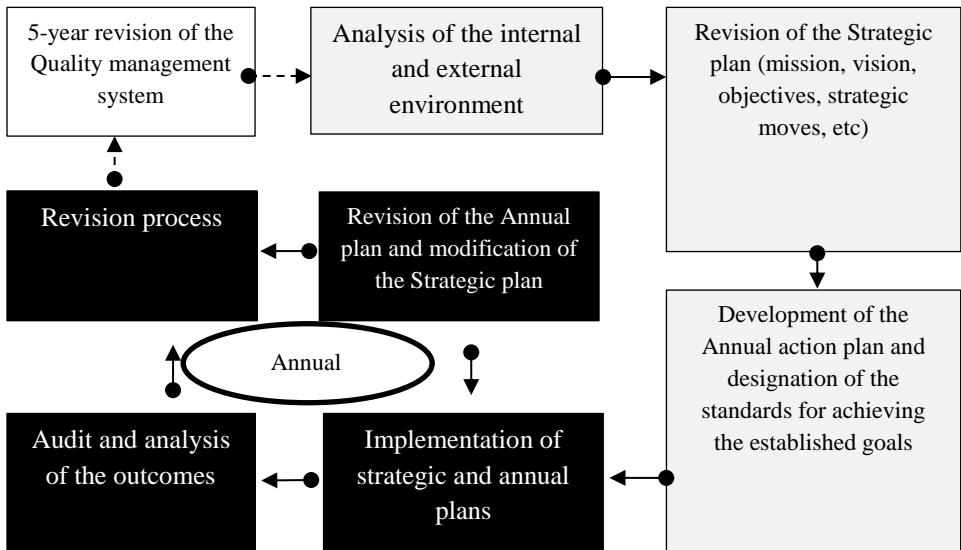 5-year revision of the
Quality management
system
Analysis of the internal
and external
environment
Revision of the Strategic
plan (mission, vision,
objectives, strategic
moves, etc)
Revision process
Revision of the Annual
plan and modification of
the Strategic plan
Development of the
Annual action plan and
designation of the
standards for achieving
the established goals
Annual
Audit and analysis
of the outcomes
Implementation of
strategic and annual
plans